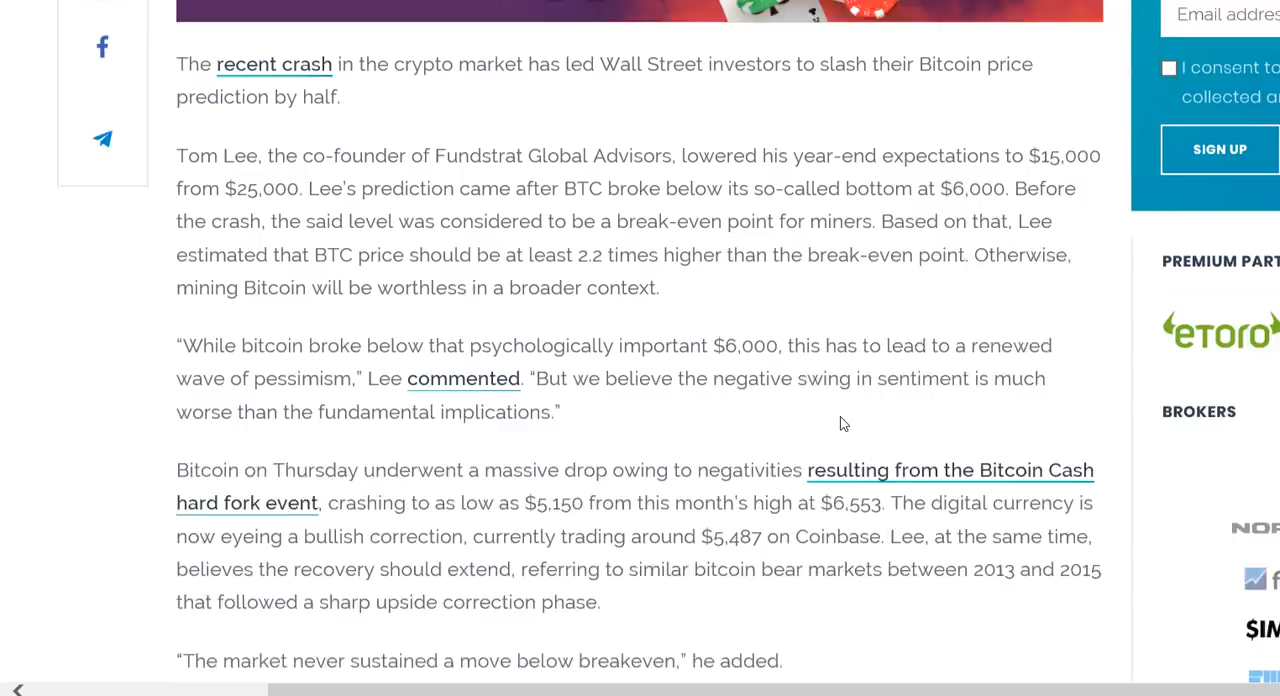 The recent crash in the crypto market has led Wall Street investors to slash their Bitcoin price
prediction by half.
Tom Lee, the co-founder of Fundstrat Global Advisors, lowered his year-end expectations to $15,000
from $25,000. Lee’s prediction came after BTC broke below its so-called bottom at $6,000. Before
the crash, the said level was considered to be a break-even point for miners. Based on that, Lee
estimated that BTC price should be at least 2.2 times higher than the break-even point. Otherwise,
mining Bitcoin will be worthless in a broader context.
“While bitcoin broke below that psychologically important $6,000, this has to lead to a renewed
wave of pessimism,” Lee commented. “But we believe the negative swing in sentiment is much
worse than the fundamental implications.”
Bitcoin on Thursday underwent a massive drop owing to negativities resulting from the Bitcoin Cash
hard fork event, crashing to as low as $5,150 from this month’s high at $6,553. The digital currency is
now eyeing a bullish correction, currently trading around $5,487 on Coinbase. Lee, at the same time,
believes the recovery should extend, referring to similar bitcoin bear markets between 2013 and 2015
that followed a sharp upside correction phase.
“The market never sustained a move below breakeven,” he added.
Email addres
I consent to
collected a
SIGN UP
PREMIUM PART
eToro
BROKERS
NOR
f
$IM